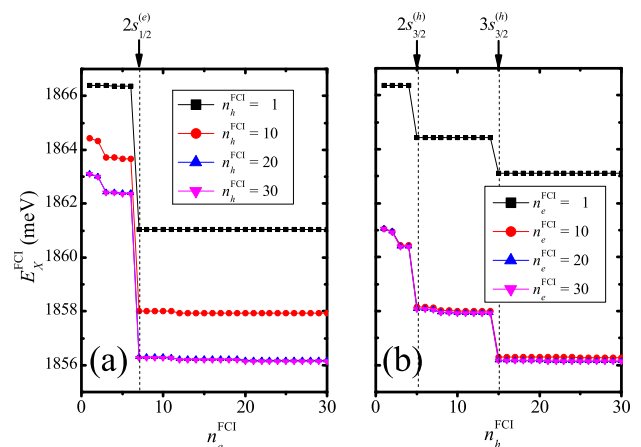 2s_{1/2}^{(e)}
2s_{3/2}^{(h)} 3s_{3/2}^{(h)}
E_X^{FCI} (meV)
1866
1864
1862
1860
1858
1856
n_h^{FCI} = 1
n_h^{FCI} = 10
n_h^{FCI} = 20
n_h^{FCI} = 30
(a)
0 10 20 30
n_e^{FCI}
n_e^{FCI} = 1
n_e^{FCI} = 10
n_e^{FCI} = 20
n_e^{FCI} = 30
(b)
0 10 20 30
n_h^{FCI}